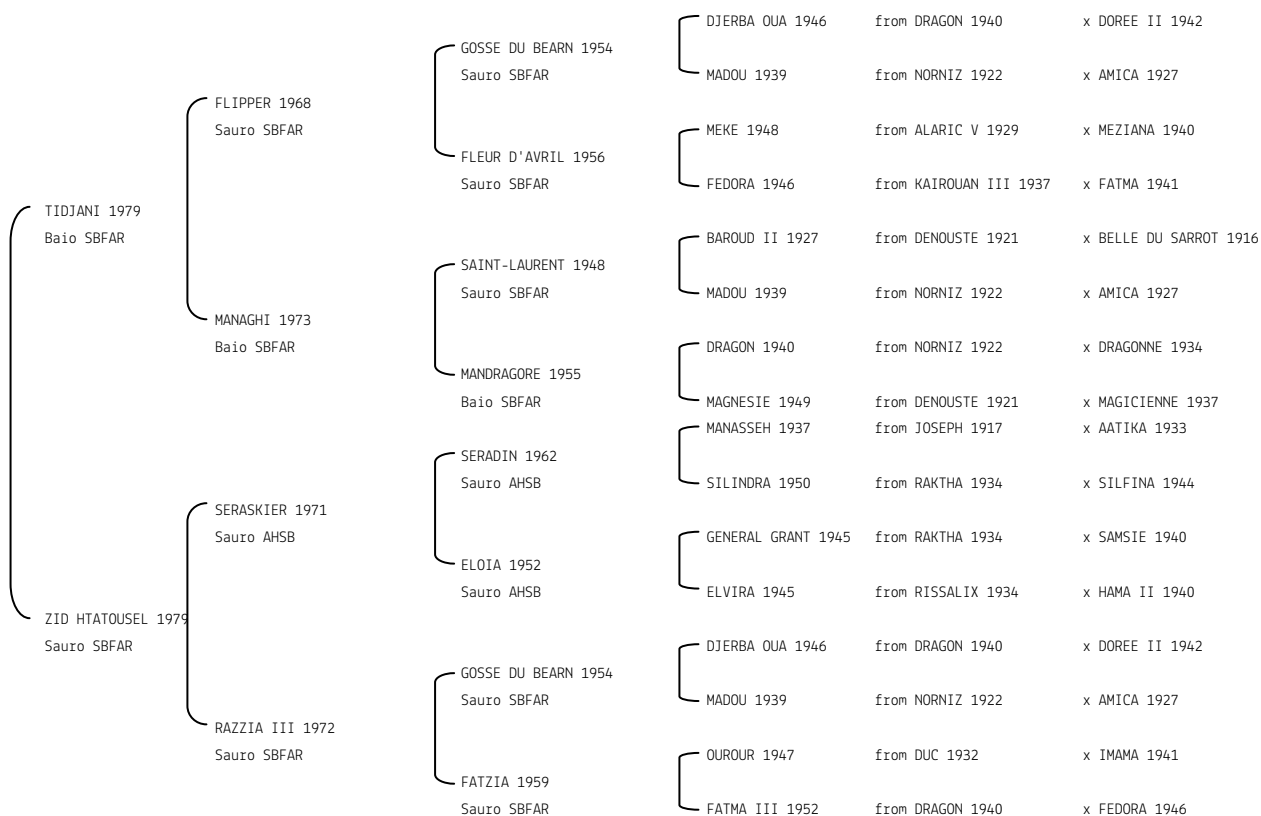 DJERBA OUA 1946 from DRAGON 1940 x DOREE II 1942
GOSSE DU BEARN 1954
Sauro SBFAR MADOU 1939 from NORNIZ 1922 x AMICA 1927
FLIPPER 1968
Sauro SBFAR MEKE 1948 from ALARIC V 1929 x MEZIANA 1940
FLEUR D'AVRIL 1956
Sauro SBFAR FEDORA 1946 from KAIROUAN III 1937 x FATMA 1941
TIDJANI 1979
Baio SBFAR BAROUD II 1927 from DENOUSTE 1921 x BELLE DU SARROT 1916
SAINT-LAURENT 1948
Sauro SBFAR MADOU 1939 from NORNIZ 1922 x AMICA 1927
MANAGHI 1973
Baio SBFAR DRAGON 1940 from NORNIZ 1922 x DRAGONNE 1934
MANDRAGORE 1955
Baio SBFAR MAGNESIE 1949 from DENOUSTE 1921 x MAGICIENNE 1937
MANASSEH 1937 from JOSEPH 1917 x AATIKA 1933
SERADIN 1962
Sauro AHSB SILINDRA 1950 from RAKTHA 1934 x SILFINA 1944
SERASKIER 1971
Sauro AHSB GENERAL GRANT 1945 from RAKTHA 1934 x SAMSIE 1940
ELOIA 1952
Sauro AHSB ELVIRA 1945 from RISSALIX 1934 x HAMA II 1940
ZID HTATOUSEL 1979
Sauro SBFAR DJERBA OUA 1946 from DRAGON 1940 x DOREE II 1942
GOSSE DU BEARN 1954
Sauro SBFAR MADOU 1939 from NORNIZ 1922 x AMICA 1927
RAZZIA III 1972
Sauro SBFAR OUROUR 1947 from DUC 1932 x IMAMA 1941
FATZIA 1959
Sauro SBFAR FATMA III 1952 from DRAGON 1940 x FEDORA 1946